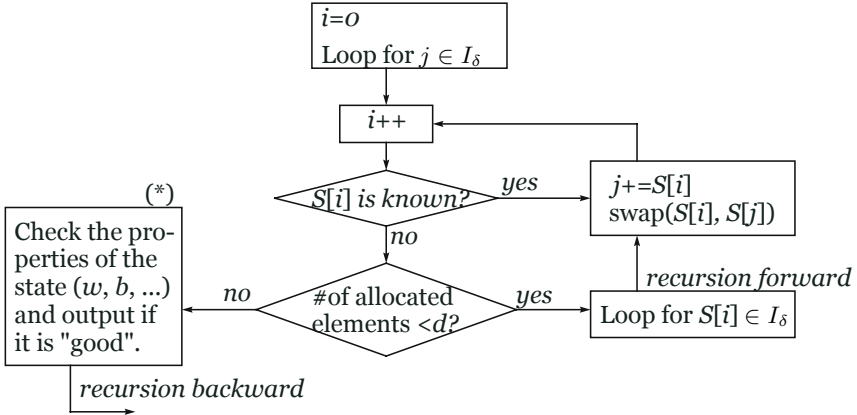 i=0
Loop for j ∈ I_δ
i++
S[i] is known?
yes
j+=S[i]
swap(S[i], S[j])
(*)
Check the pro-
perties of the
state (w, b, ...)
and output if
it is "good".
no
recursion forward
no
#of allocated
elements <d?
yes
Loop for S[i] ∈ I_δ
recursion backward